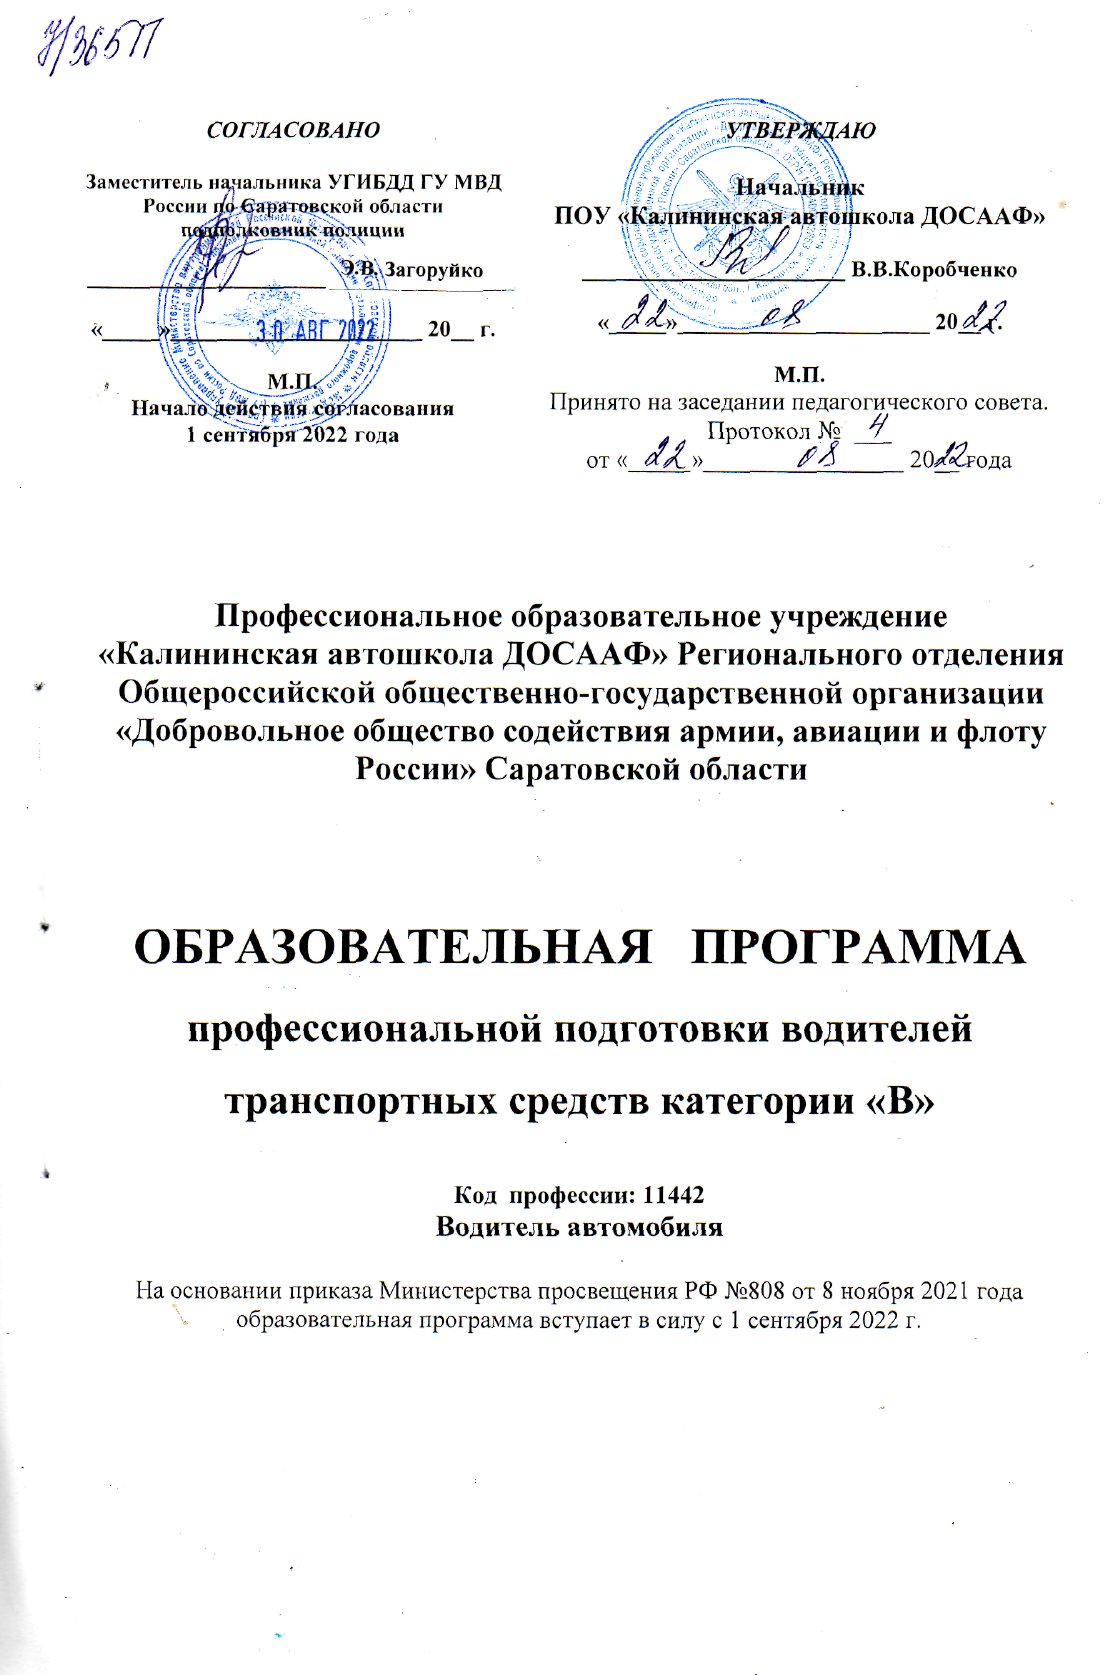 СОГЛАСОВАНО
Заместитель начальника УГИБДД ГУ МВД
России по Саратовской области
подполковник полиции
Э.В. Загоруйко
«_____» 30 АВГ 2022 20__ г.
М.П.
Начало действия согласования
1 сентября 2022 года
УТВЕРЖДАЮ
Начальник
ПОУ «Калининская автошкола ДОСААФ»
В.В.Коробченко
«22» 08 2022 г.
М.П.
Принято на заседании педагогического совета.
Протокол № 4
от «22» 08 2022 года
Профессиональное образовательное учреждение
«Калининская автошкола ДОСААФ» Регионального отделения
Общероссийской общественно-государственной организации
«Добровольное общество содействия армии, авиации и флоту
России» Саратовской области
ОБРАЗОВАТЕЛЬНАЯ ПРОГРАММА
профессиональной подготовки водителей
транспортных средств категории «В»
Код профессии: 11442
Водитель автомобиля
На основании приказа Министерства просвещения РФ №808 от 8 ноября 2021 года
образовательная программа вступает в силу с 1 сентября 2022 г.